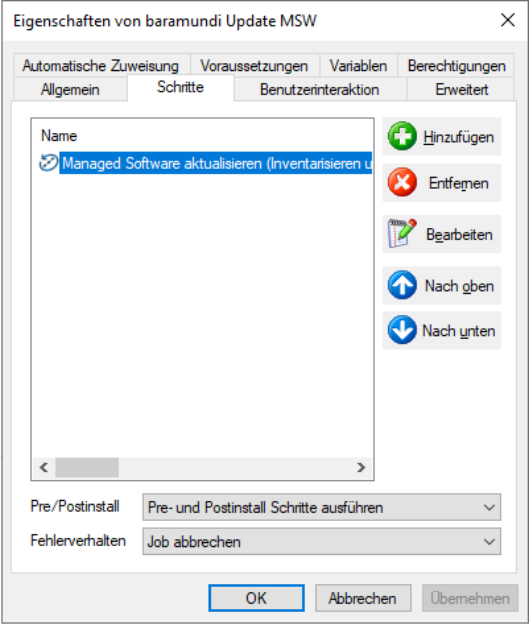 Eigenschaften von baramundi Update MSW
Automatische Zuweisung Voraussetzungen Variablen Berechtigungen
Allgemein Schritte Benutzerinteraktion Erweitert
Name
Managed Software aktualisieren (Inventarisieren u
Hinzufügen
Entfernen
Bearbeiten
Nach oben
Nach unten
Pre/Postinstall Pre- und Postinstall Schritte ausführen
Fehlerverhalten Job abbrechen
OK Abbrechen Übernehmen